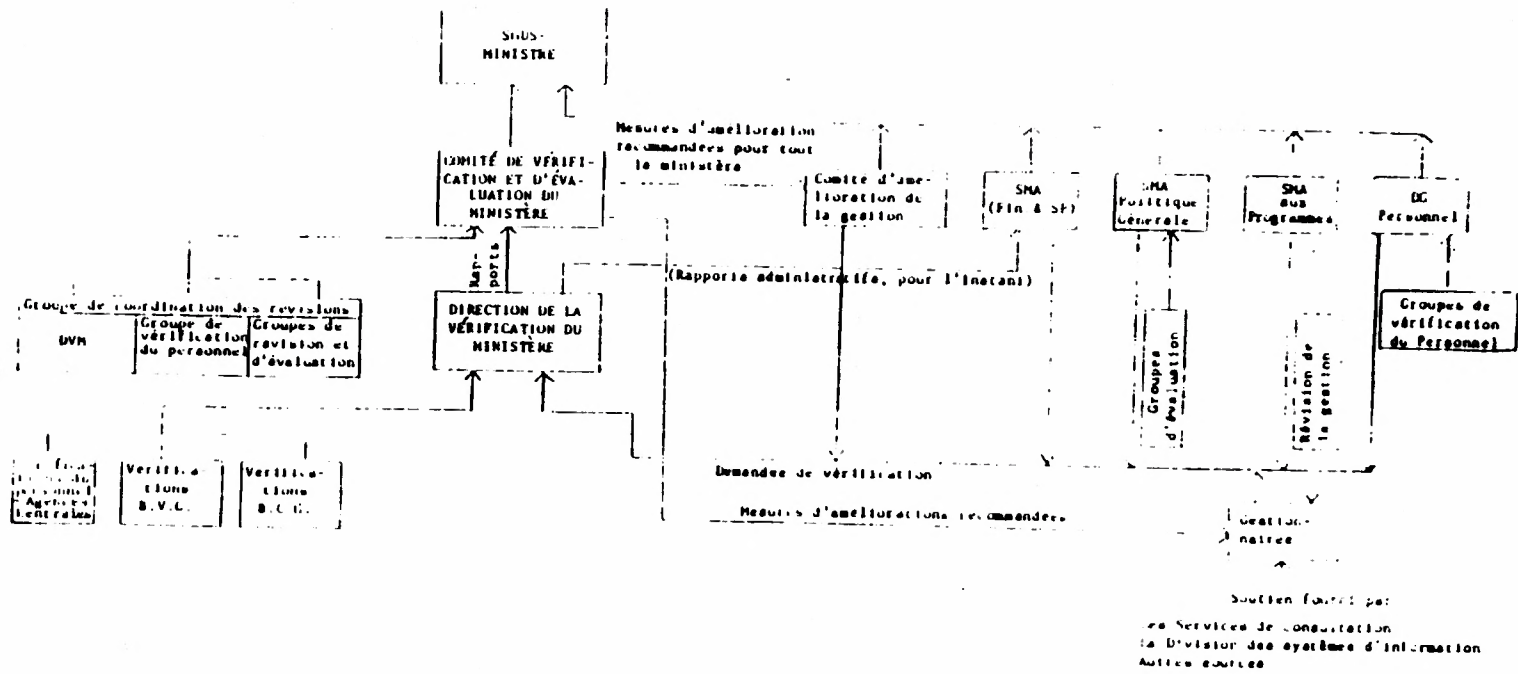 SOUS-
MINISTRE
Mesures d'amélioration
recommandées pour tout
le ministère
COMITÉ DE VÉRIFI-
CATION ET D'ÉVA-
LUATION DU
MINISTÈRE
Comité d'amé-
lioration de
la gestion
SMA
(Fin & SP)
SMA
Politique
Générale
SMA
aux
Programmes
DG
Personnel
Rap-
ports
(Rapports administratifs, pour l'instant)
Groupe de coordination des révisions
DVM
Groupe de
vérification
du personnel
Groupes de
révision et
d'évaluation
DIRECTION DE LA
VÉRIFICATION DU
MINISTÈRE
Groupes
d'évaluation
Révision de
la gestion
Groupes de
vérification
du Personnel
personnel
Agences
Centrales
Vérifica-
tions
B.V.G.
Vérifica-
tions
Demandes de vérification
Mesures d'améliorations recommandées
Gestion-
naires
Soutien fourni par
les Services de consultation
la Division des systèmes d'information
Autres sources